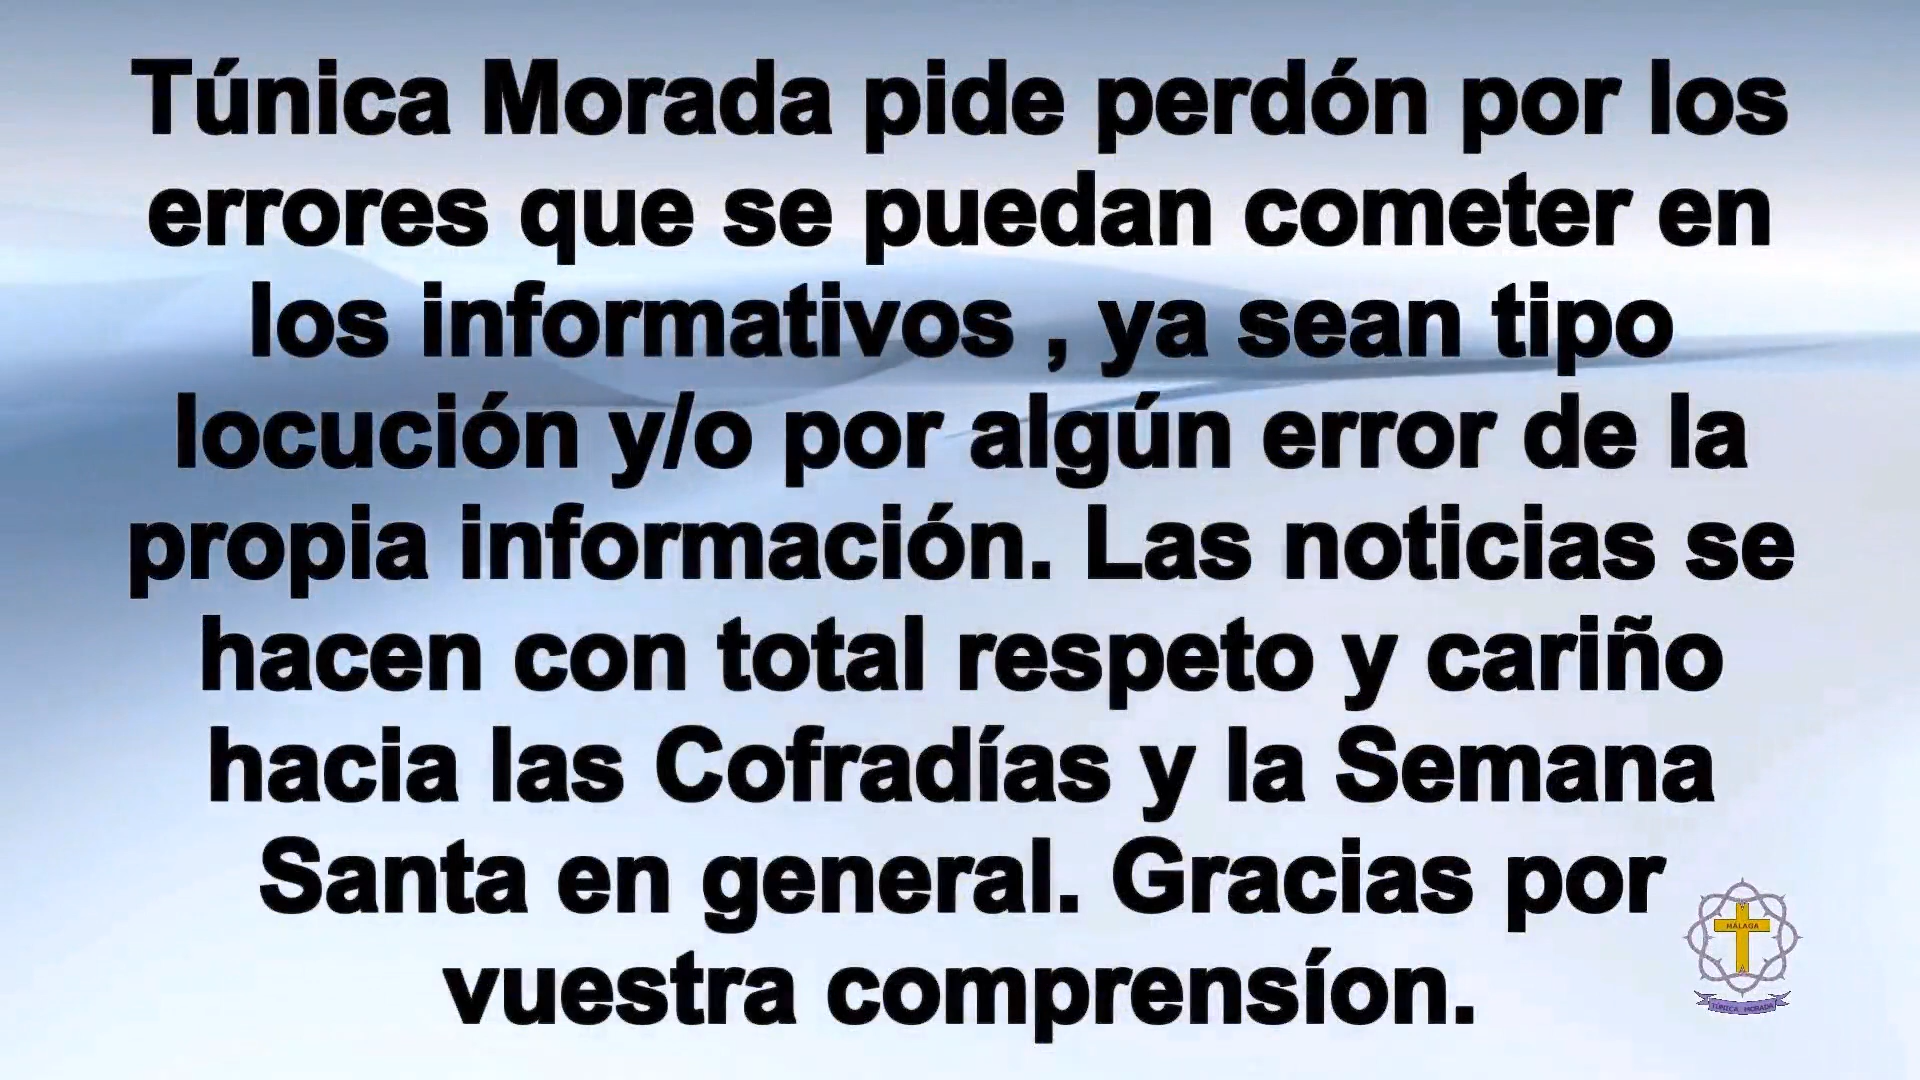 Túnica Morada pide perdón por los
errores que se puedan cometer en
los informativos , ya sean tipo
locución y/o por algún error de la
propia información. Las noticias se
hacen con total respeto y cariño
hacia las Cofradías y la Semana
Santa en general. Gracias por
vuestra comprensíon.
MÁLAGA
TÚNICA MORADA